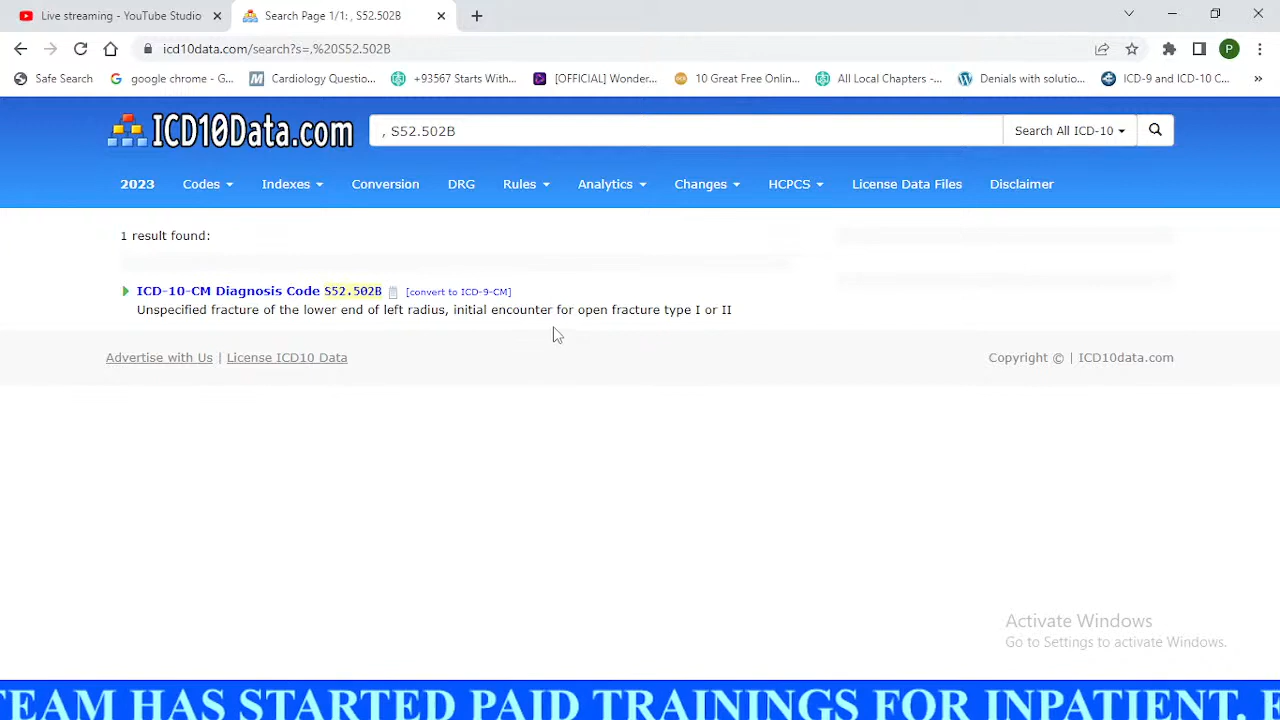 Live streaming - YouTube Studio
Search Page 1/1: , S52.502B
icd10data.com/search?s=,%20S52.502B
P
Safe Search
google chrome - G...
Cardiology Questio...
+93567 Starts With...
[OFFICIAL] Wonder...
10 Great Free Onlin...
All Local Chapters -...
Denials with solutio...
ICD-9 and ICD-10 C...
»
ICD10Data.com
, S52.502B
Search All ICD-10
2023 Codes Indexes Conversion DRG Rules Analytics Changes HCPCS License Data Files Disclaimer
1 result found:
ICD-10-CM Diagnosis Code S52.502B [convert to ICD-9-CM]
Unspecified fracture of the lower end of left radius, initial encounter for open fracture type I or II
Advertise with Us | License ICD10 Data
Copyright © | ICD10data.com
Activate Windows
Go to Settings to activate Windows.
TEAM HAS STARTED PAID TRAININGS FOR INPATIENT,